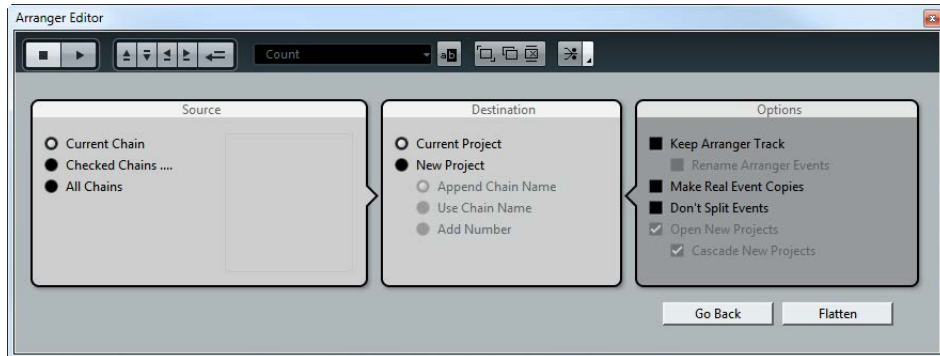 Arranger Editor
Count
ab
Source
Current Chain
Checked Chains ....
All Chains
Destination
Current Project
New Project
Append Chain Name
Use Chain Name
Add Number
Options
Keep Arranger Track
Rename Arranger Events
Make Real Event Copies
Don't Split Events
Open New Projects
Cascade New Projects
Go Back
Flatten